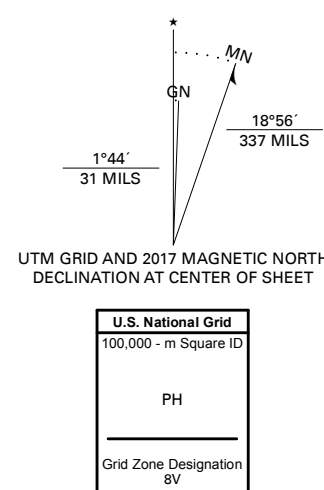 ★
MN
GN
18°56´
337 MILS
1°44´
31 MILS
UTM GRID AND 2017 MAGNETIC NORTH
DECLINATION AT CENTER OF SHEET
U.S. National Grid
100,000 - m Square ID
PH
Grid Zone Designation
8V